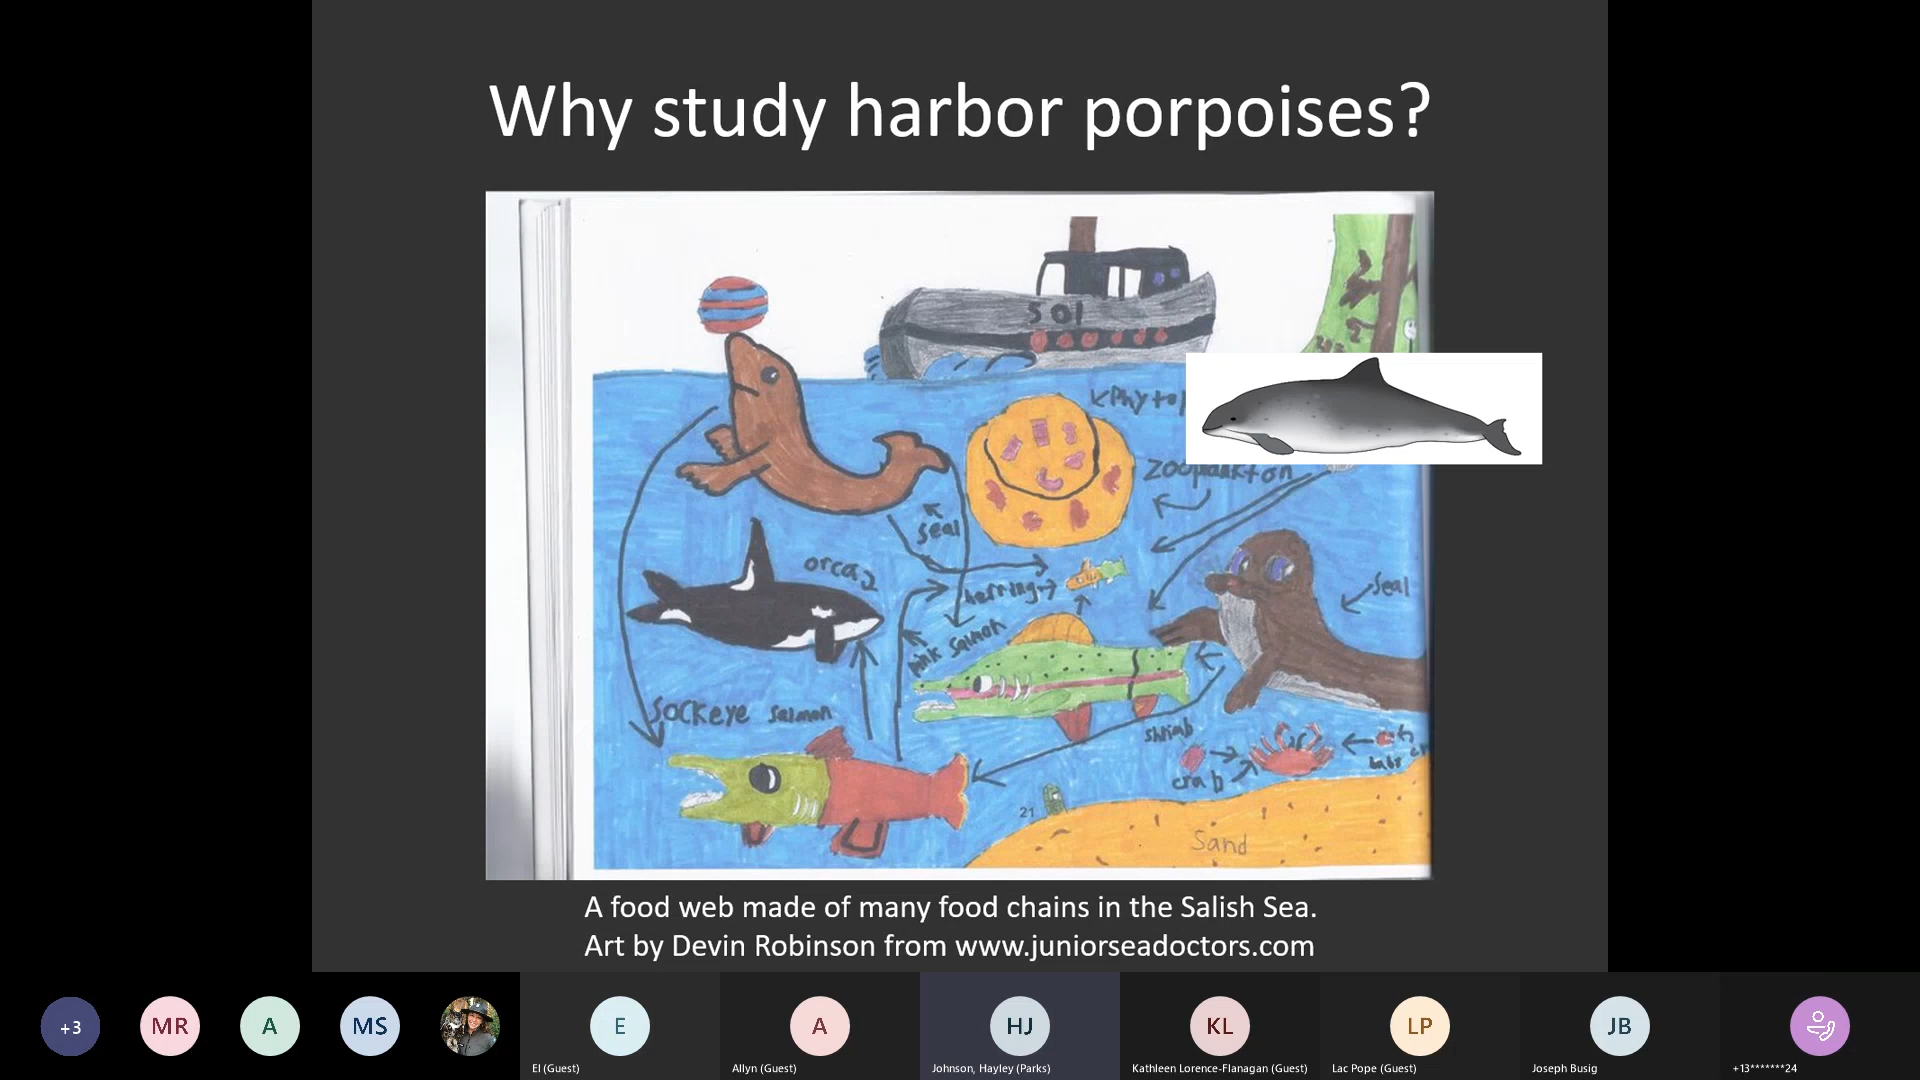 Why study harbor porpoises?
501
Phytop
Zooplankton
seal
orca
herring
Seal
pink salmon
Sockeye salmon
shrimb
crab
21
Sand
A food web made of many food chains in the Salish Sea.
Art by Devin Robinson from www.juniorseadoctors.com
+3
MR
A
MS
E
A
HJ
KL
LP
JB
El (Guest)
Allyn (Guest)
Johnson, Hayley (Parks)
Kathleen Lorence-Flanagan (Guest)
Lac Pope (Guest)
Joseph Busig
+13*******24